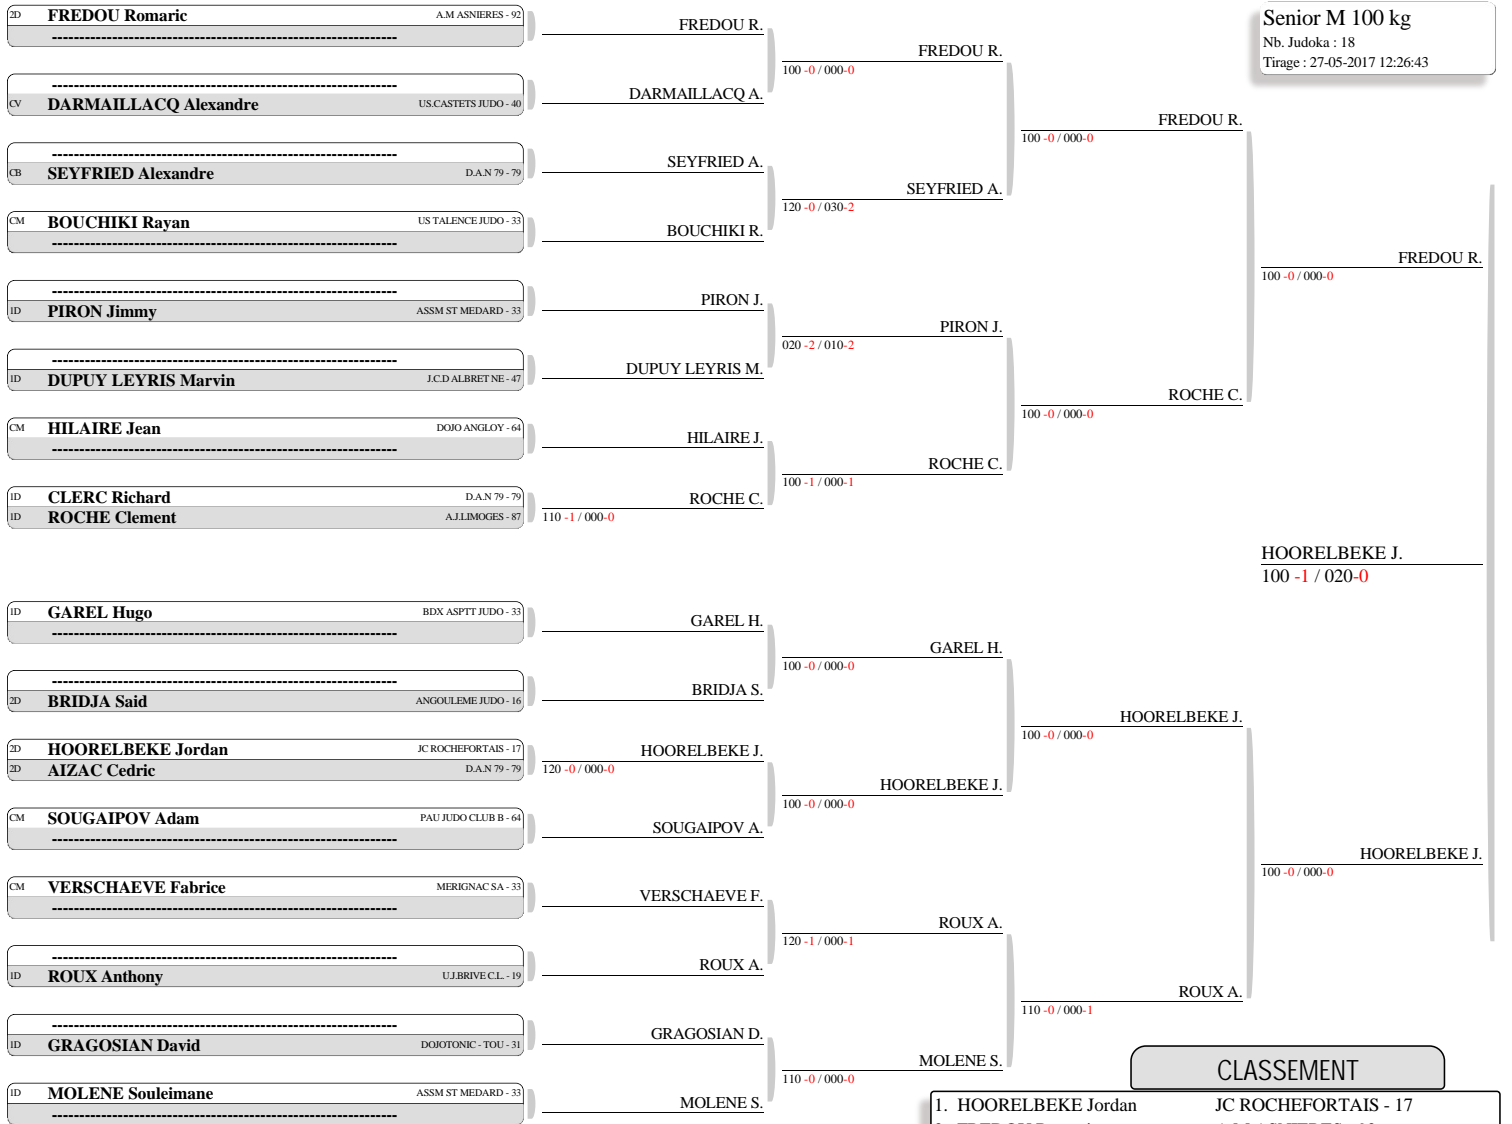 Senior M 100 kg
Nb. Judoka : 18
Tirage : 27-05-2017 12:26:43
2D FREDOU Romaric A.M ASNIERES - 92
------------------------------------------------------------
------------------------------------------------------------
CV DARMAILLACQ Alexandre US.CASTETS JUDO - 40
------------------------------------------------------------
CB SEYFRIED Alexandre D.A.N 79 - 79
CM BOUCHIKI Rayan US TALENCE JUDO - 33
------------------------------------------------------------
------------------------------------------------------------
1D PIRON Jimmy ASSM ST MEDARD - 33
------------------------------------------------------------
1D DUPUY LEYRIS Marvin J.C.D ALBRET NE - 47
CM HILAIRE Jean DOJO ANGLOY - 64
------------------------------------------------------------
1D CLERC Richard D.A.N 79 - 79
1D ROCHE Clement A.J.LIMOGES - 87
1D GAREL Hugo BDX ASPTT JUDO - 33
------------------------------------------------------------
------------------------------------------------------------
2D BRIDJA Said ANGOULEME JUDO - 16
2D HOORELBEKE Jordan JC ROCHEFORTAIS - 17
2D AIZAC Cedric D.A.N 79 - 79
CM SOUGAIPOV Adam PAU JUDO CLUB B - 64
------------------------------------------------------------
CM VERSCHAEVE Fabrice MERIGNAC SA - 33
------------------------------------------------------------
------------------------------------------------------------
1D ROUX Anthony U.J.BRIVE C.L. - 19
------------------------------------------------------------
1D GRAGOSIAN David DOJOTONIC - TOU - 31
1D MOLENE Souleimane ASSM ST MEDARD - 33
------------------------------------------------------------
FREDOU R.
DARMAILLACQ A.
SEYFRIED A.
BOUCHIKI R.
PIRON J.
DUPUY LEYRIS M.
HILAIRE J.
ROCHE C.
110 -1 / 000-0
GAREL H.
BRIDJA S.
HOORELBEKE J.
120 -0 / 000-0
SOUGAIPOV A.
VERSCHAEVE F.
ROUX A.
GRAGOSIAN D.
MOLENE S.
FREDOU R.
100 -0 / 000-0
SEYFRIED A.
120 -0 / 030-2
PIRON J.
020 -2 / 010-2
ROCHE C.
100 -1 / 000-1
GAREL H.
100 -0 / 000-0
HOORELBEKE J.
100 -0 / 000-0
ROUX A.
120 -1 / 000-1
MOLENE S.
110 -0 / 000-0
FREDOU R.
100 -0 / 000-0
ROCHE C.
100 -0 / 000-0
HOORELBEKE J.
100 -0 / 000-0
ROUX A.
110 -0 / 000-1
FREDOU R.
100 -0 / 000-0
HOORELBEKE J.
100 -0 / 000-0
HOORELBEKE J.
100 -1 / 020-0
CLASSEMENT
1. HOORELBEKE Jordan JC ROCHEFORTAIS - 17